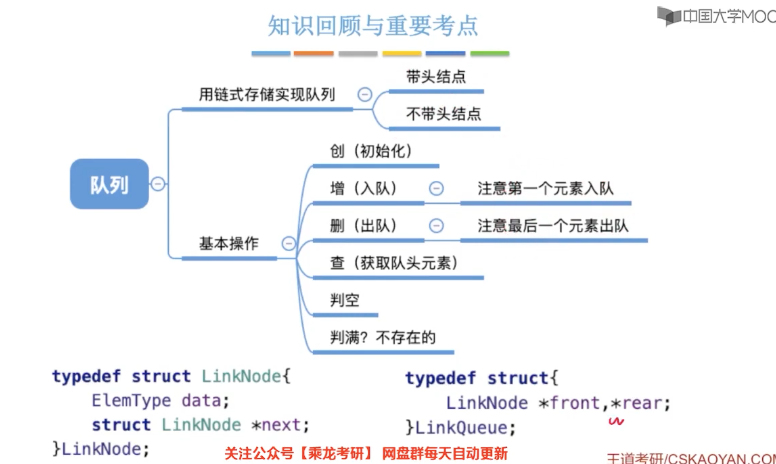 知识回顾与重要考点
中国大学MOO
用链式存储实现队列
带头结点
不带头结点
队列
基本操作
创（初始化）
增（入队）
注意第一个元素入队
删（出队）
注意最后一个元素出队
查（获取队头元素）
判空
判满？不存在的
typedef struct LinkNode{
ElemType data;
struct LinkNode *next;
}LinkNode;
typedef struct{
LinkNode *front,*rear;
}LinkQueue;
关注公众号【乘龙考研】 网盘群每天自动更新
王道考研/CSKAOYAN.COM